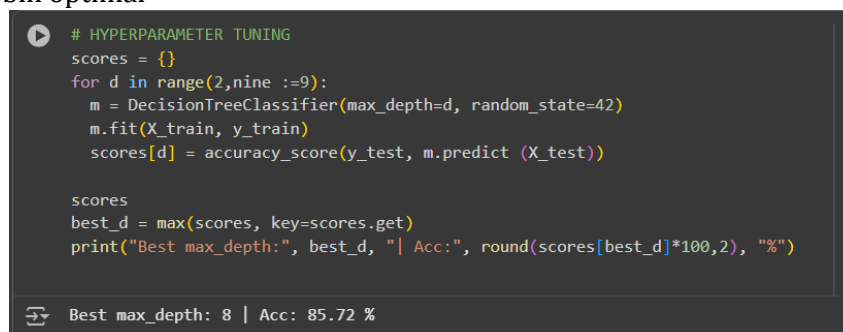 # HYPERPARAMETER TUNING
scores = {}
for d in range(2,nine :=9):
  m = DecisionTreeClassifier(max_depth=d, random_state=42)
  m.fit(X_train, y_train)
  scores[d] = accuracy_score(y_test, m.predict (X_test))

scores
best_d = max(scores, key=scores.get)
print("Best max_depth:", best_d, "| Acc:", round(scores[best_d]*100,2), "%")
Best max_depth: 8 | Acc: 85.72 %